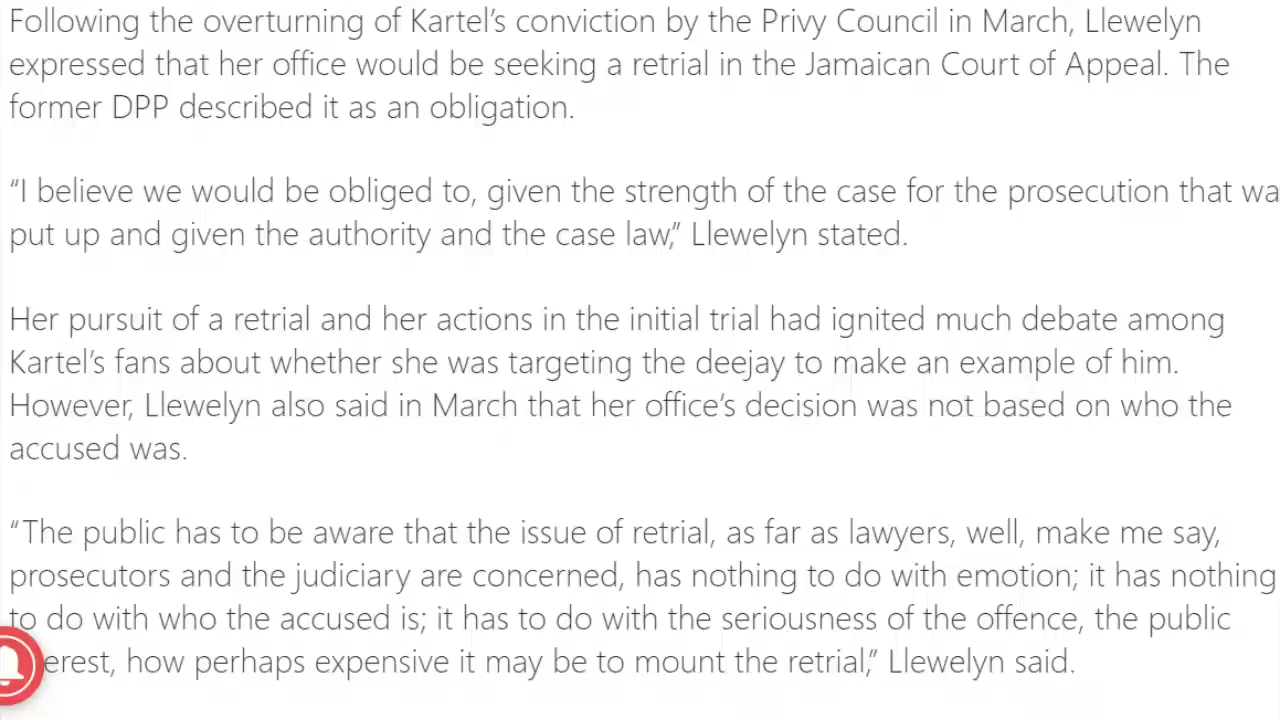 Following the overturning of Kartel’s conviction by the Privy Council in March, Llewelyn
expressed that her office would be seeking a retrial in the Jamaican Court of Appeal. The
former DPP described it as an obligation.
“I believe we would be obliged to, given the strength of the case for the prosecution that wa
put up and given the authority and the case law,” Llewelyn stated.
Her pursuit of a retrial and her actions in the initial trial had ignited much debate among
Kartel’s fans about whether she was targeting the deejay to make an example of him.
However, Llewelyn also said in March that her office’s decision was not based on who the
accused was.
“The public has to be aware that the issue of retrial, as far as lawyers, well, make me say,
prosecutors and the judiciary are concerned, has nothing to do with emotion; it has nothing
to do with who the accused is; it has to do with the seriousness of the offence, the public
erest, how perhaps expensive it may be to mount the retrial,” Llewelyn said.